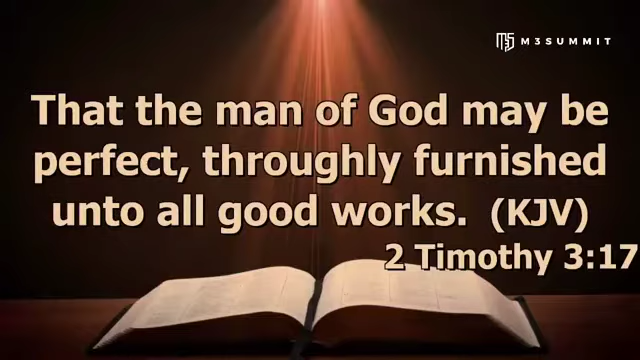 M3SUMMIT
That the man of God may be
perfect, throughly furnished
unto all good works. (KJV)
2 Timothy 3:17